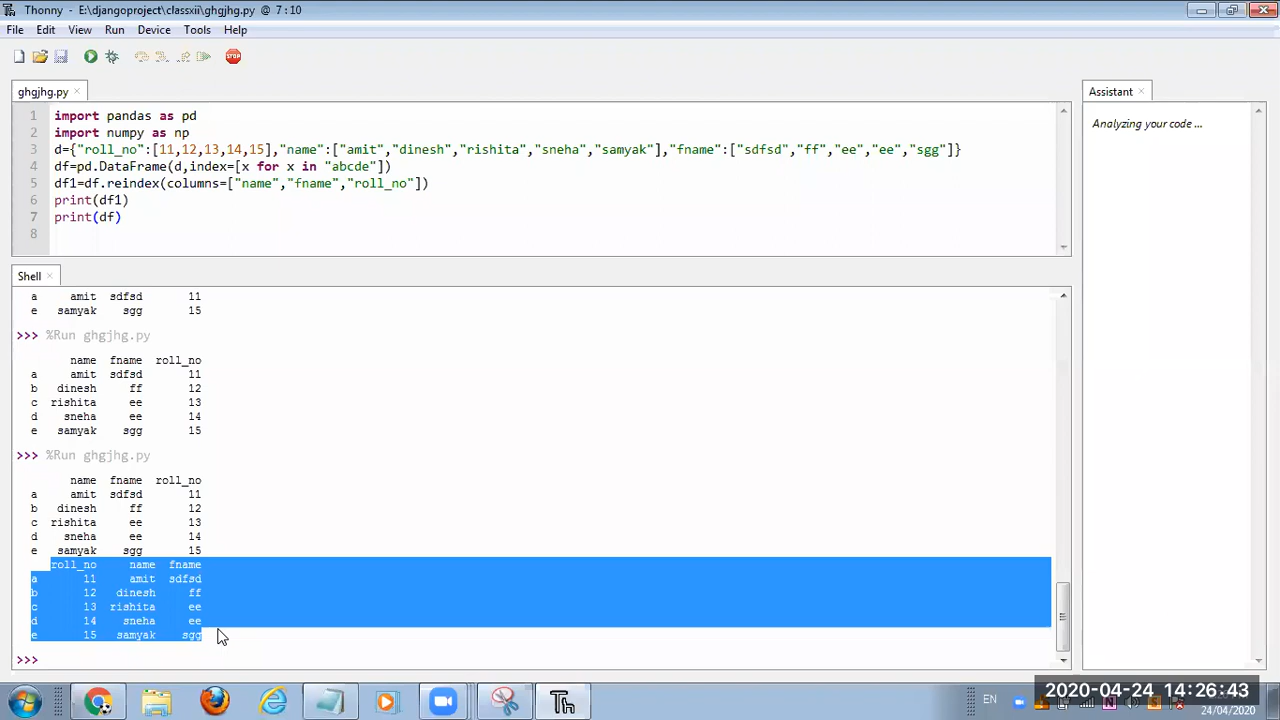 Thonny - E:\djangoproject\classxii\ghgjhg.py @ 7:10
File Edit View Run Device Tools Help
STOP
ghgjhg.py ×
Assistant ×
1 import pandas as pd
2 import numpy as np
3 d={"roll_no":[11,12,13,14,15],"name":["amit","dinesh","rishita","sneha","samyak"],"fname":["sdfsd","ff","ee","ee","sgg"]}
4 df=pd.DataFrame(d,index=[x for x in "abcde"])
5 df1=df.reindex(columns=["name","fname","roll_no"])
6 print(df1)
7 print(df)
8
Analyzing your code ...
Shell ×
a amit sdfsd 11
e samyak sgg 15
>>> %Run ghgjhg.py
name fname roll_no
a amit sdfsd 11
b dinesh ff 12
c rishita ee 13
d sneha ee 14
e samyak sgg 15
>>> %Run ghgjhg.py
name fname roll_no
a amit sdfsd 11
b dinesh ff 12
c rishita ee 13
d sneha ee 14
e samyak sgg 15
roll_no name fname
a 11 amit sdfsd
b 12 dinesh ff
c 13 rishita ee
d 14 sneha ee
e 15 samyak sgg
>>>
EN
2020-04-24 14:26:43
24/04/2020